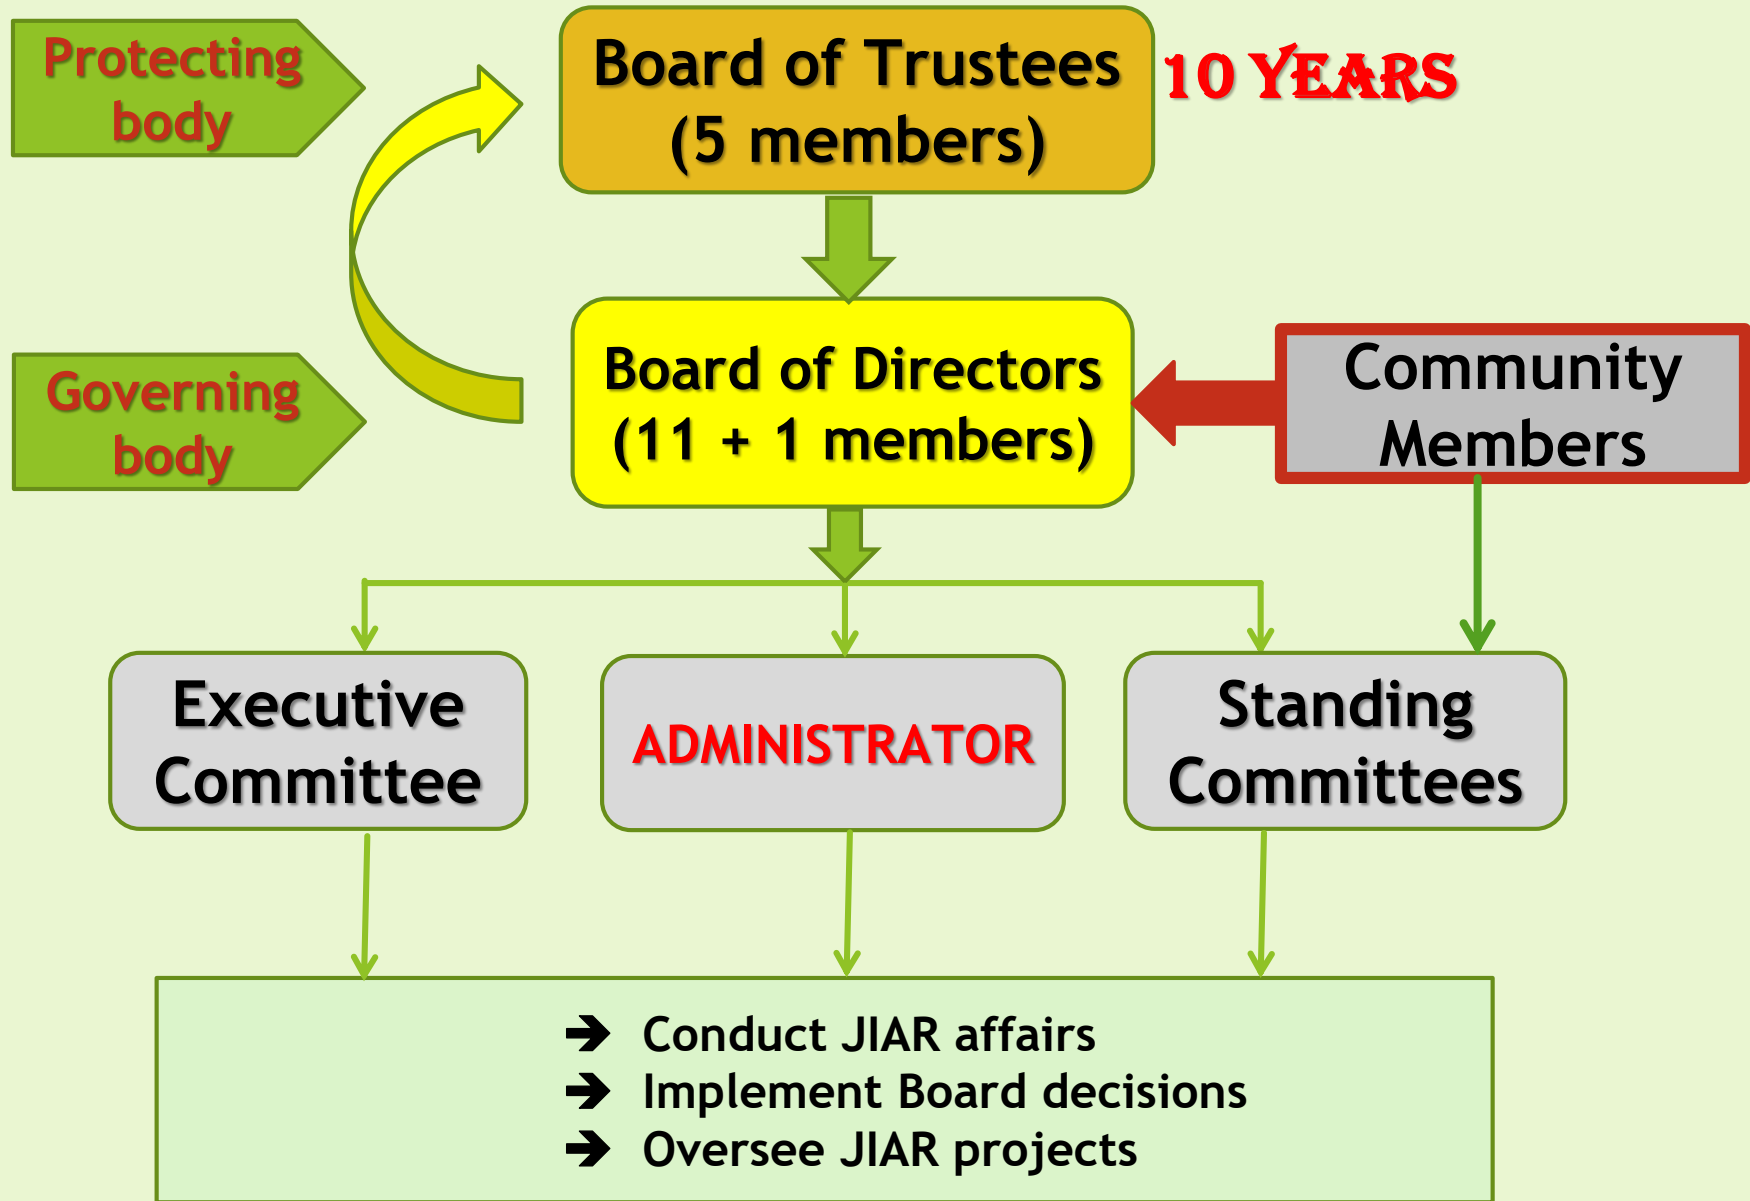 Protecting
body
Board of Trustees
(5 members)
10 YEARS
Governing
body
Board of Directors
(11 + 1 members)
Community
Members
Executive
Committee
ADMINISTRATOR
Standing
Committees
➔ Conduct JIAR affairs
➔ Implement Board decisions
➔ Oversee JIAR projects